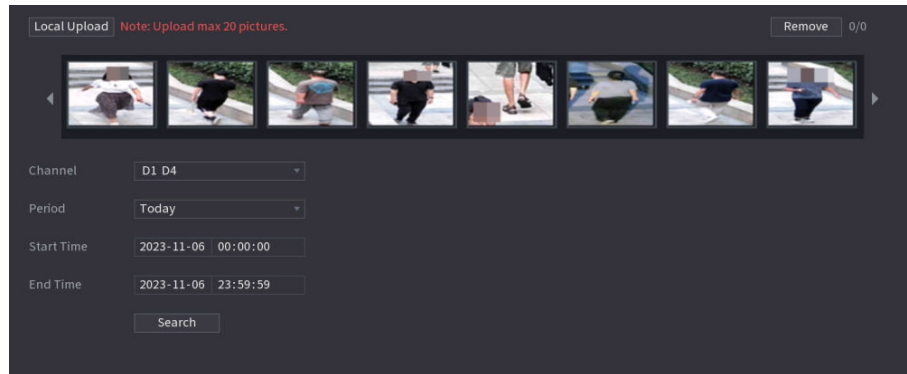 Local Upload Note: Upload max 20 pictures. Remove 0/0
Channel D1 D4
Period Today
Start Time 2023-11-06 00:00:00
End Time 2023-11-06 23:59:59
Search